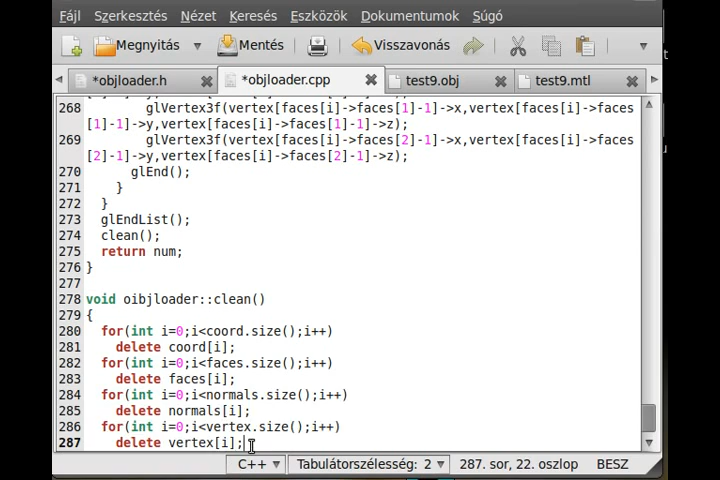 Fájl Szerkesztés Nézet Keresés Eszközök Dokumentumok Súgó
Megnyitás Mentés Visszavonás
*objloader.h *objloader.cpp test9.obj test9.mtl
268 glVertex3f(vertex[faces[i]->faces[1]-1]->x,vertex[faces[i]->faces
[1]-1]->y,vertex[faces[i]->faces[1]-1]->z);
269 glVertex3f(vertex[faces[i]->faces[2]-1]->x,vertex[faces[i]->faces
[2]-1]->y,vertex[faces[i]->faces[2]-1]->z);
270 glEnd();
271 }
272 }
273 glEndList();
274 clean();
275 return num;
276 }
277
278 void oibjloader::clean()
279 {
280 for(int i=0;i<coord.size();i++)
281 delete coord[i];
282 for(int i=0;i<faces.size();i++)
283 delete faces[i];
284 for(int i=0;i<normals.size();i++)
285 delete normals[i];
286 for(int i=0;i<vertex.size();i++)
287 delete vertex[i];
C++ Tabulátorszélesség: 2 287. sor, 22. oszlop BESZ